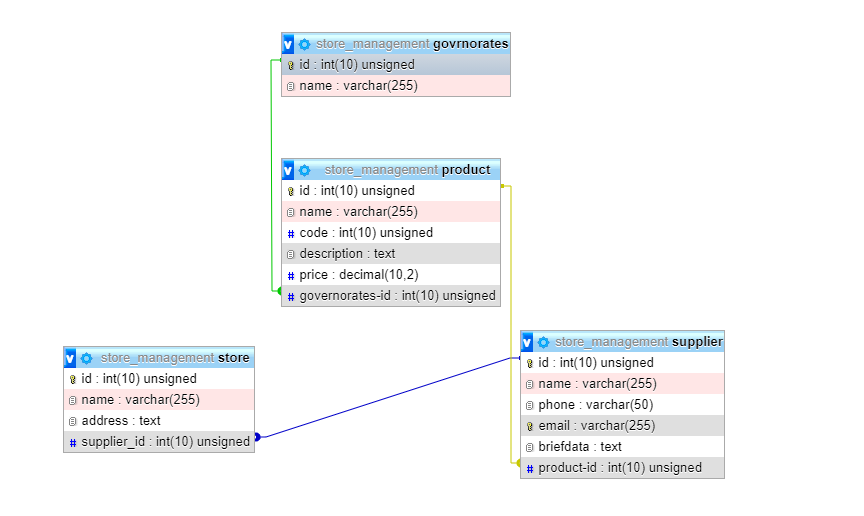 store_management govrnorates
id : int(10) unsigned
name : varchar(255)
store_management product
id : int(10) unsigned
name : varchar(255)
# code : int(10) unsigned
description : text
# price : decimal(10,2)
# governorates-id : int(10) unsigned
store_management store
id : int(10) unsigned
name : varchar(255)
address : text
# supplier_id : int(10) unsigned
store_management supplier
id : int(10) unsigned
name : varchar(255)
phone : varchar(50)
email : varchar(255)
briefdata : text
# product-id : int(10) unsigned